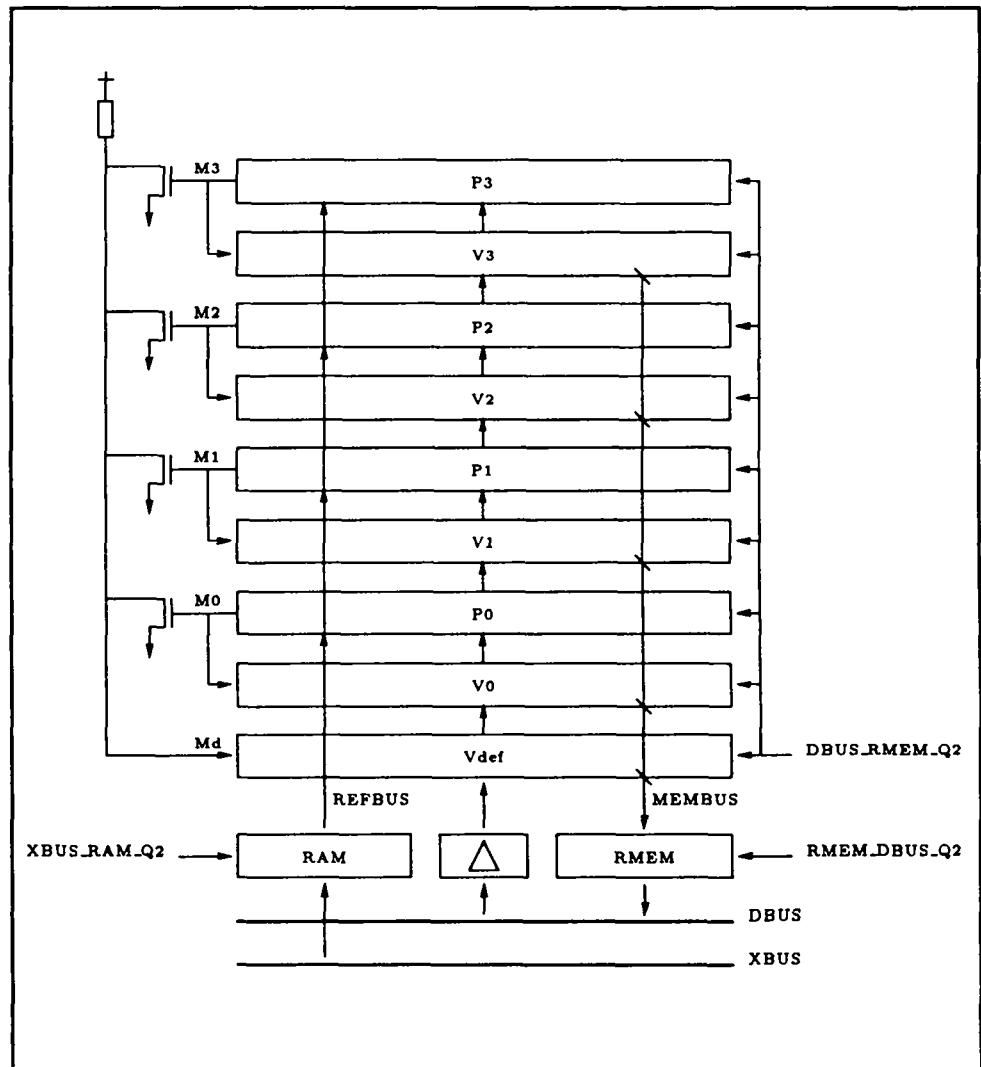 M3 P3
V3
M2 P2
V2
M1 P1
V1
M0 P0
V0
Md Vdef DBUS_RMEM_Q2
REFBUS MEMBUS
XBUS_RAM_Q2 RAM RMEM RMEM_DBUS_Q2
DBUS
XBUS